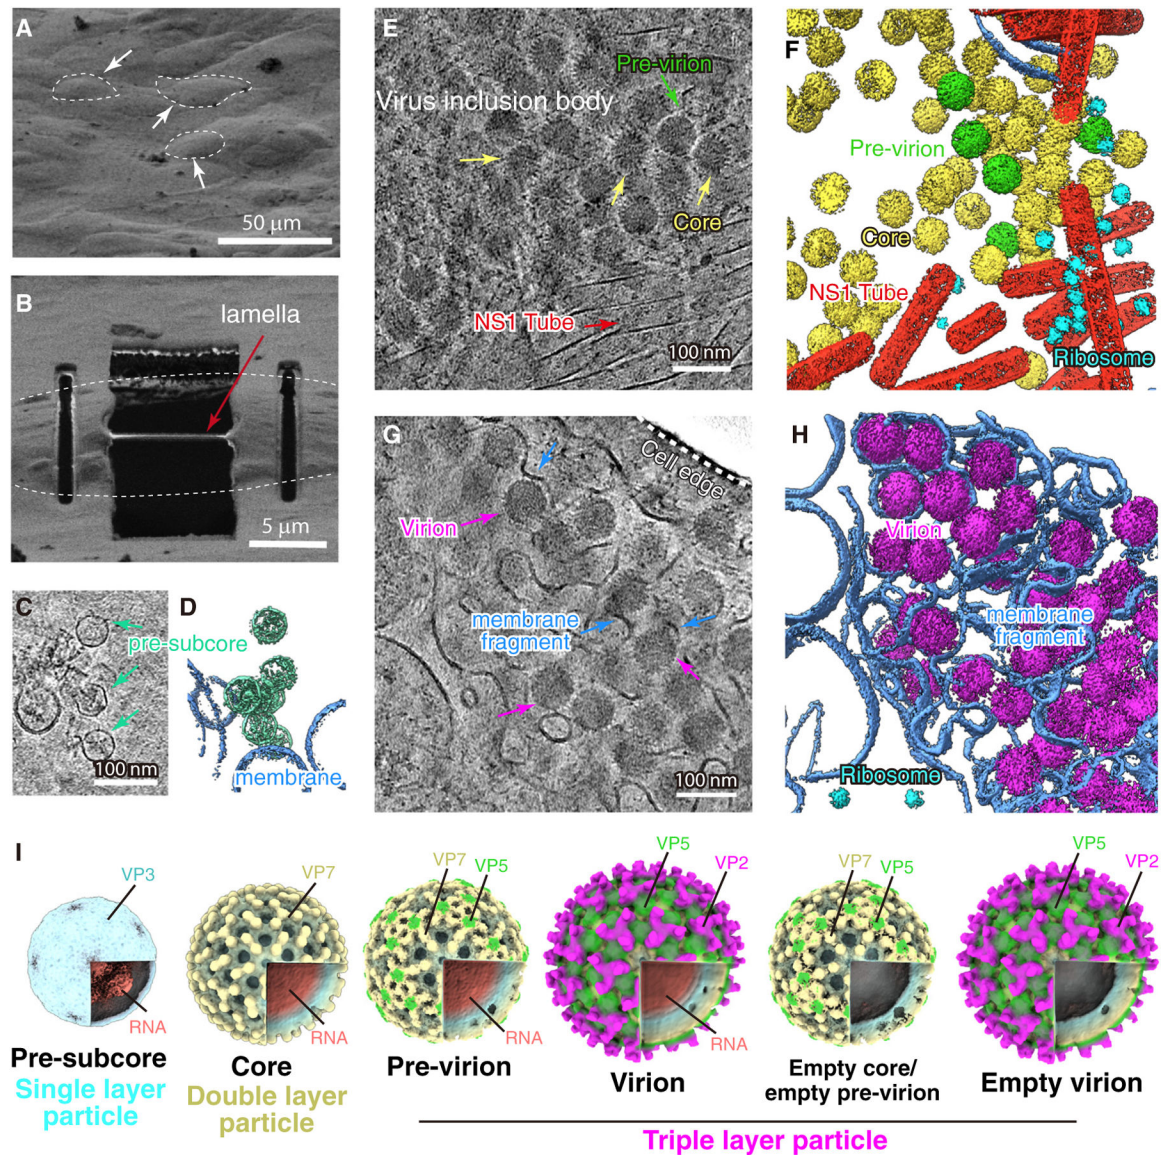 A
50 μm
B
lamella
5 μm
C
pre-subcore
100 nm
D
membrane
E
Pre-virion
Virus inclusion body
Core
NS1 Tube
100 nm
F
Pre-virion
Core
NS1 Tube
Ribosome
G
Cell edge
Virion
membrane
fragment
100 nm
H
Virion
membrane
fragment
Ribosome
I
VP3
RNA
Pre-subcore
Single layer
particle
VP7
RNA
Core
Double layer
particle
VP7
VP5
RNA
Pre-virion
VP5
VP2
RNA
Virion
VP7
VP5
Empty core/
empty pre-virion
VP5
VP2
Empty virion
Triple layer particle